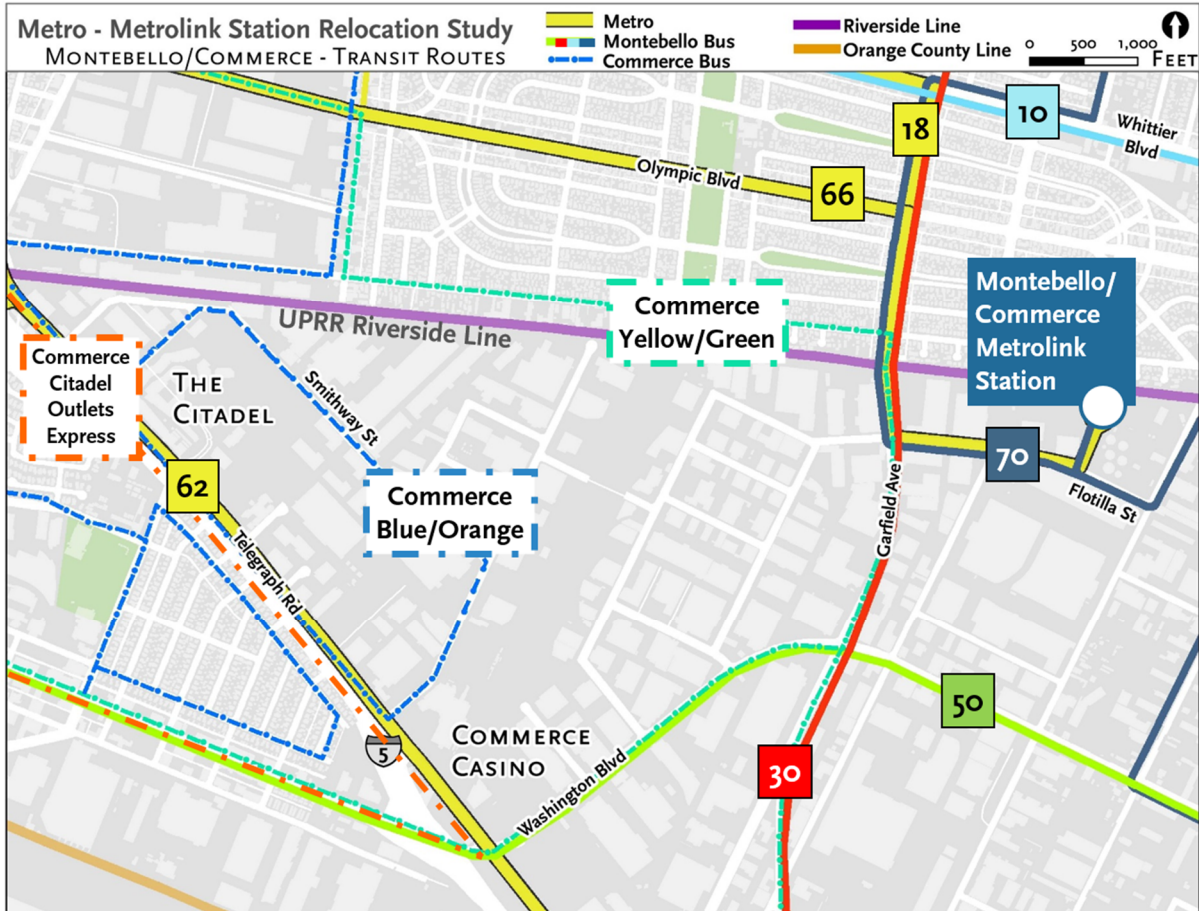 Metro - Metrolink Station Relocation Study
MONTEBELLO/COMMERCE - TRANSIT ROUTES
Metro
Montebello Bus
Commerce Bus
Riverside Line
Orange County Line
0 500 1,000
FEET
18
10
Whittier
Blvd
Olympic Blvd
66
Commerce
Yellow/Green
Montebello/
Commerce
Metrolink
Station
UPRR Riverside Line
Commerce
Citadel
Outlets
Express
THE
CITADEL
Smithway St
62
Commerce
Blue/Orange
70
Flotilla St
Garfield Ave
Telegraph Rd
50
5
COMMERCE
CASINO
Washington Blvd
30